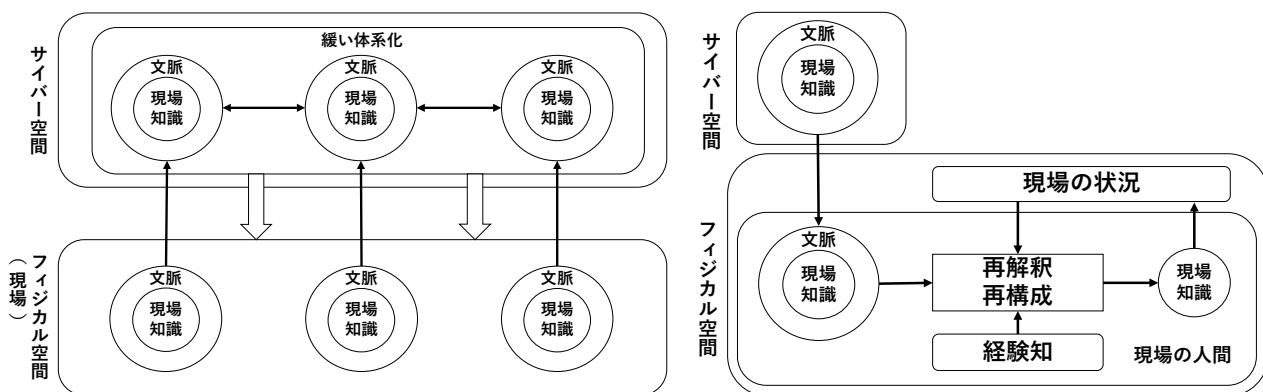 サイバー空間
緩い体系化
文脈
現場
知識
文脈
現場
知識
文脈
現場
知識
フィジカル空間
（現場）
文脈
現場
知識
文脈
現場
知識
文脈
現場
知識
サイバー空間
文脈
現場
知識
フィジカル空間
現場の状況
文脈
現場
知識
再解釈
再構成
現場
知識
経験知
現場の人間